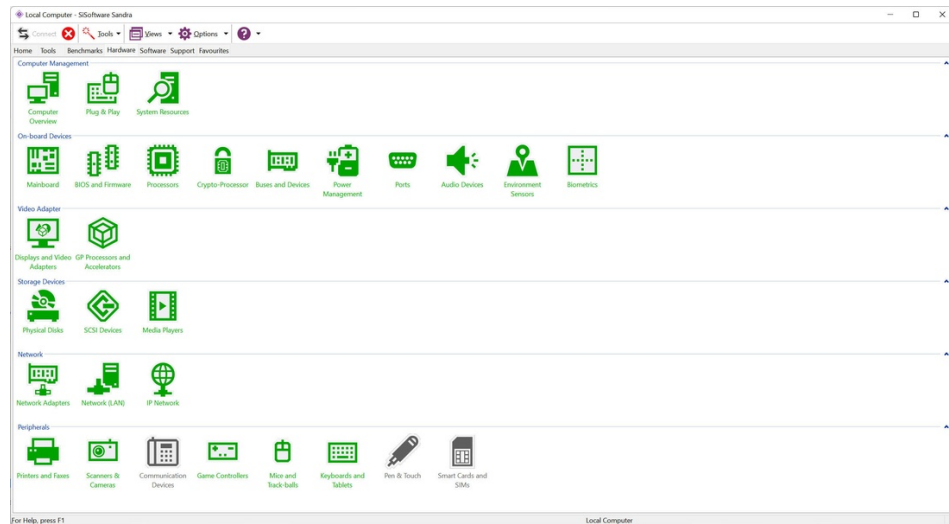 Local Computer - SiSoftware Sandra
Connect Tools Views Options
Home Tools Benchmarks Hardware Software Support Favourites
Computer Management
Computer Overview
Plug & Play
System Resources
On-board Devices
Mainboard
BIOS and Firmware
Processors
Crypto-Processor
Buses and Devices
Power Management
Ports
Audio Devices
Environment Sensors
Biometrics
Video Adapter
Displays and Video Adapters
GP Processors and Accelerators
Storage Devices
Physical Disks
SCSI Devices
Media Players
Network
Network Adapters
Network (LAN)
IP Network
Peripherals
Printers and Faxes
Scanners & Cameras
Communication Devices
Game Controllers
Mice and Track-balls
Keyboards and Tablets
Pen & Touch
Smart Cards and SIMs
For Help, press F1
Local Computer